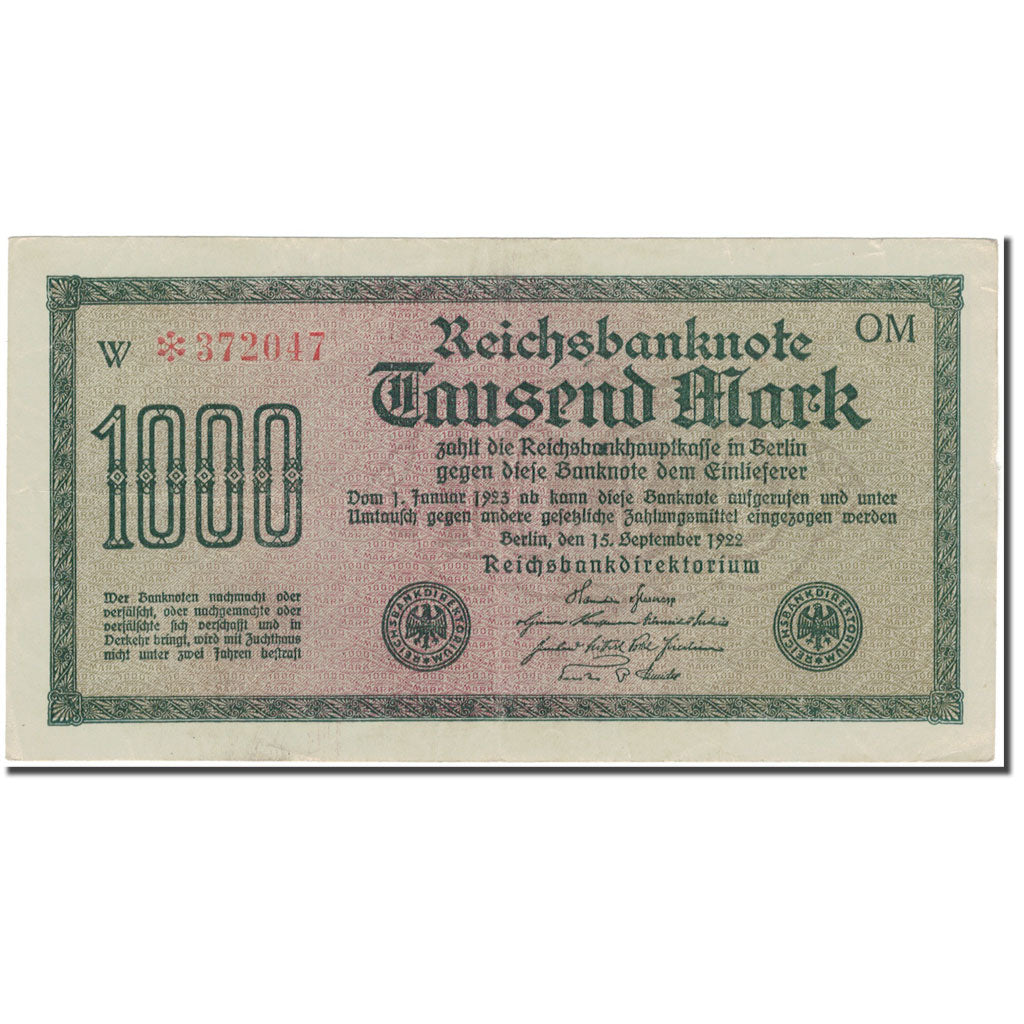 W *372047
OM
Reichsbanknote
Tausend Mark
1000
zahlt die Reichsbankhauptkasse in Berlin
gegen diese Banknote dem Einlieferer
Vom 1. Januar 1923 ab kann diese Banknote aufgerufen und unter
Umtausch gegen andere gesetzliche Zahlungsmittel eingezogen werden
Berlin, den 15. September 1922
Reichsbankdirektorium
Wer Banknoten nachmacht oder
verfälscht, oder nachgemachte oder
verfälschte sich verschafft und in
Verkehr bringt, wird mit Zuchthaus
nicht unter zwei Jahren bestraft
REICHSBANKDIREKTORIUM
REICHSBANKDIREKTORIUM